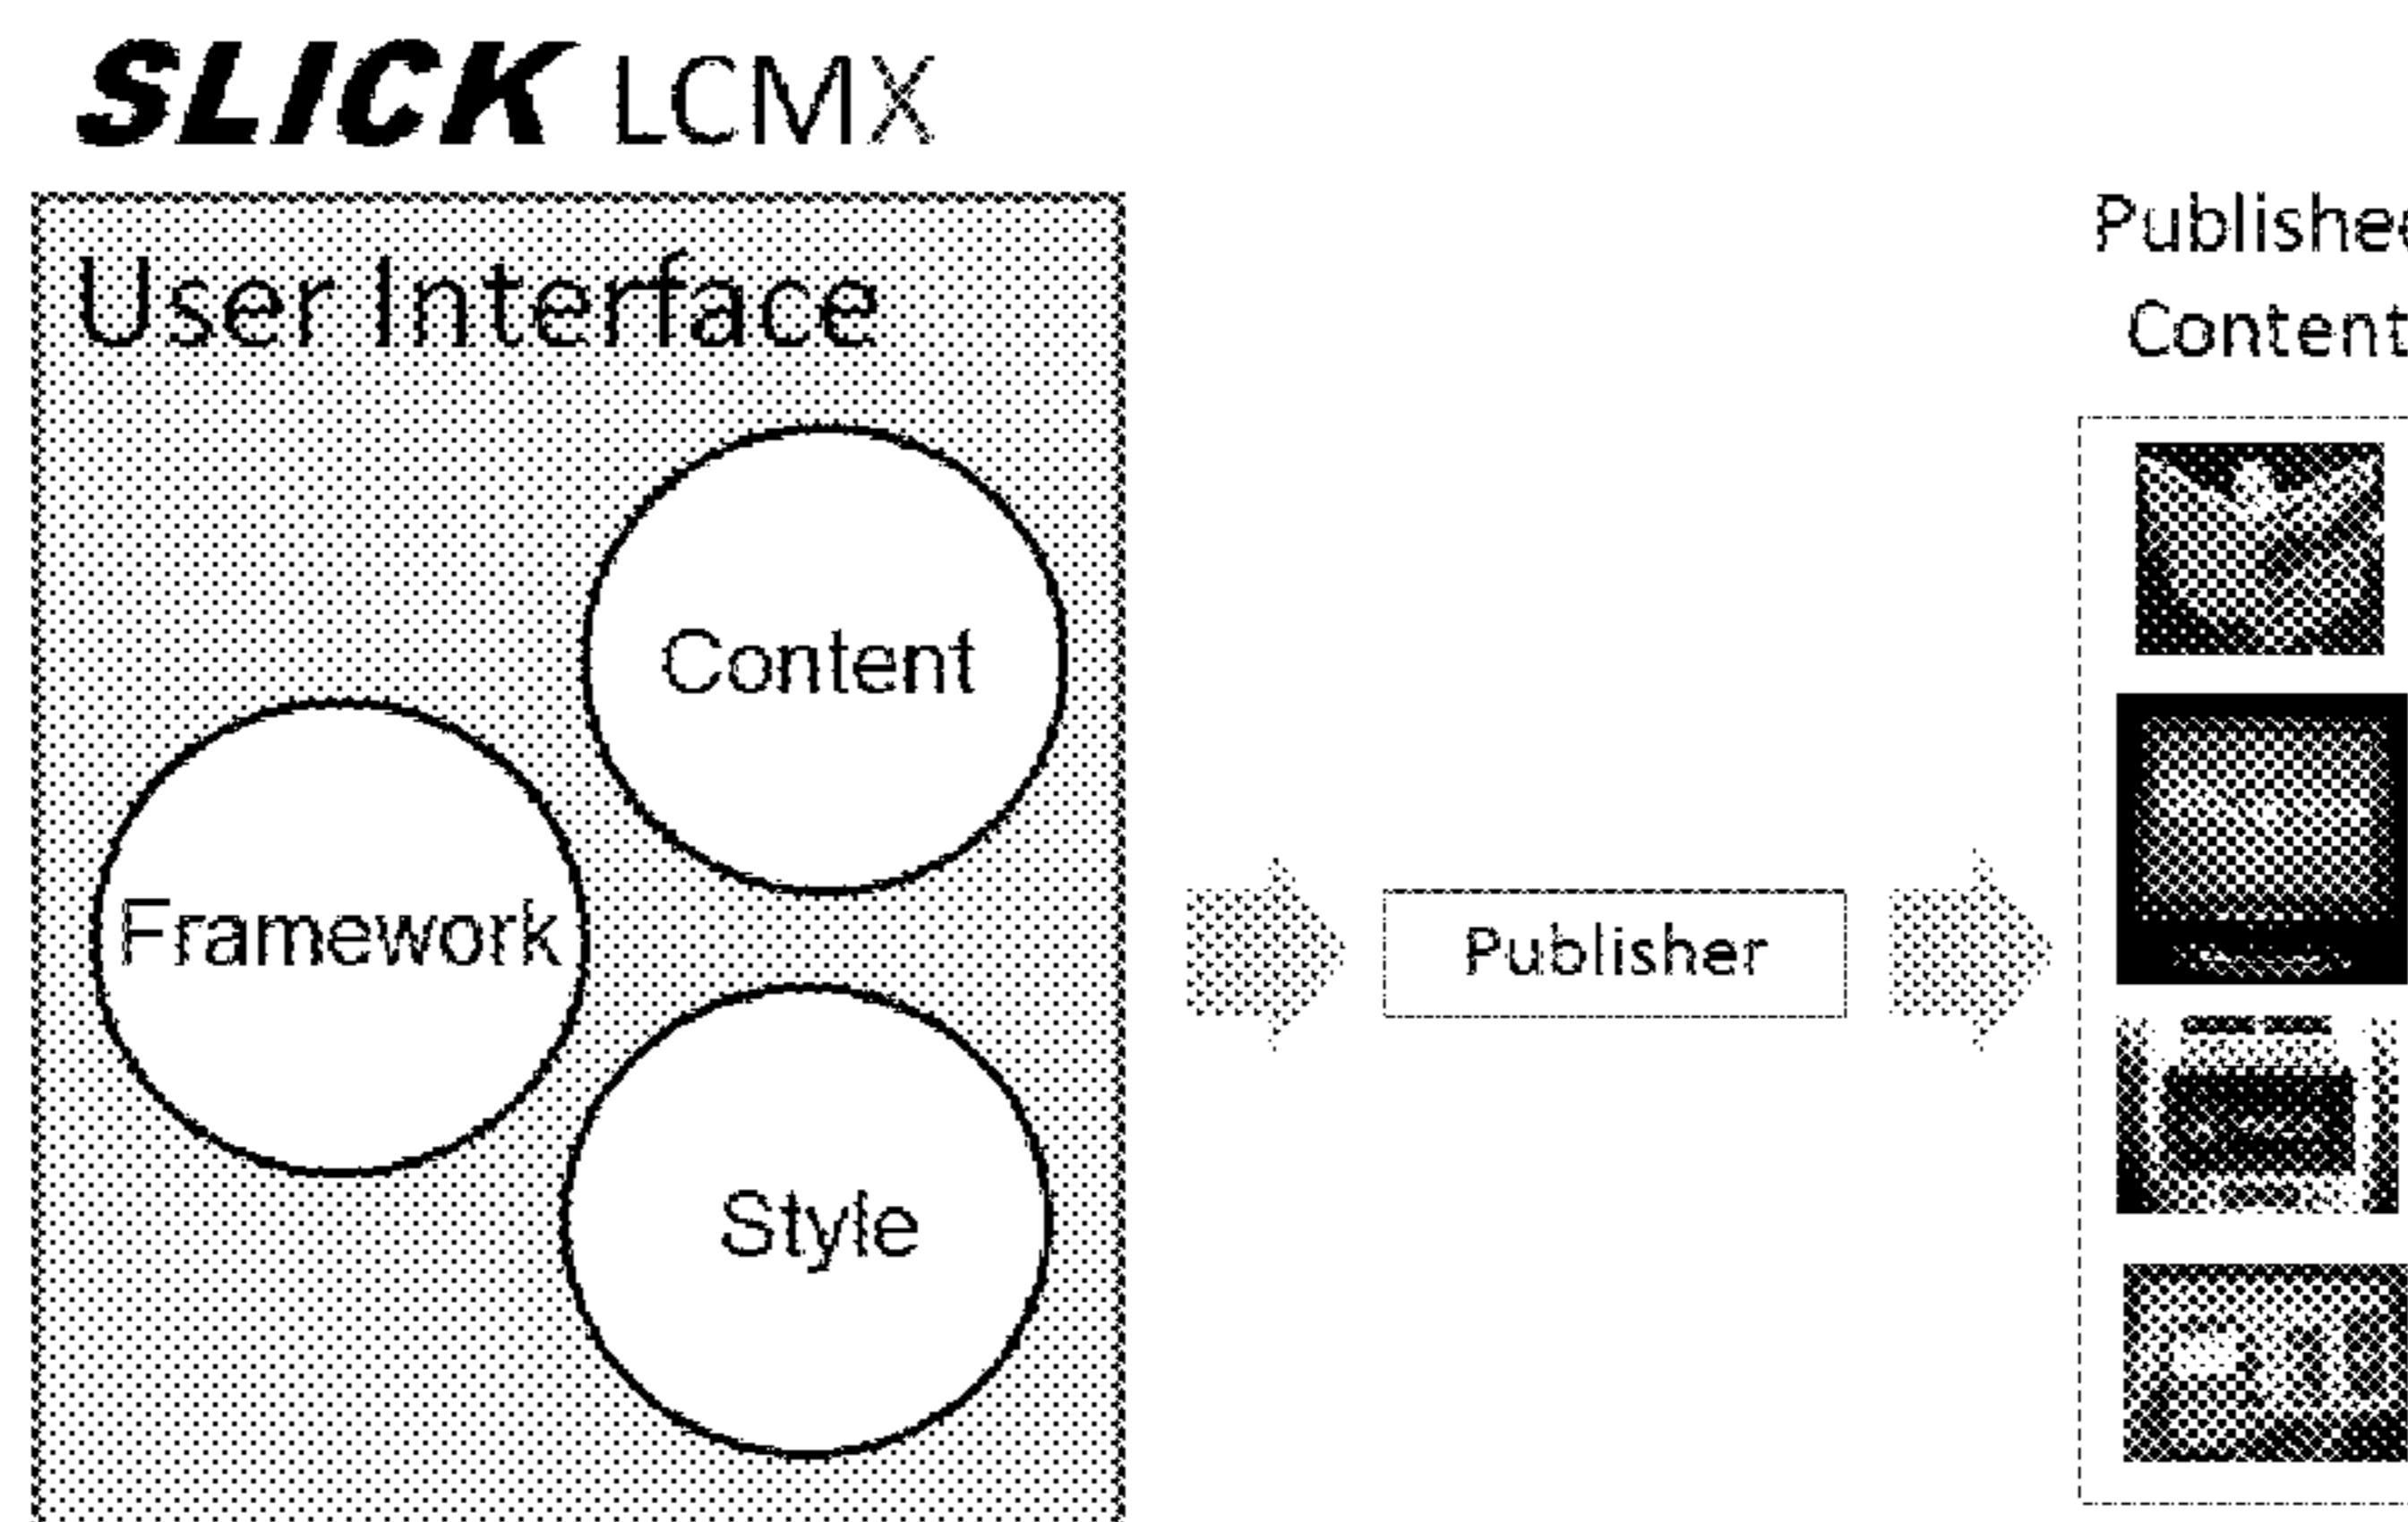 SLICK LCMX
User Interface
Content
Framework
Style
Publisher
Publishe
Content